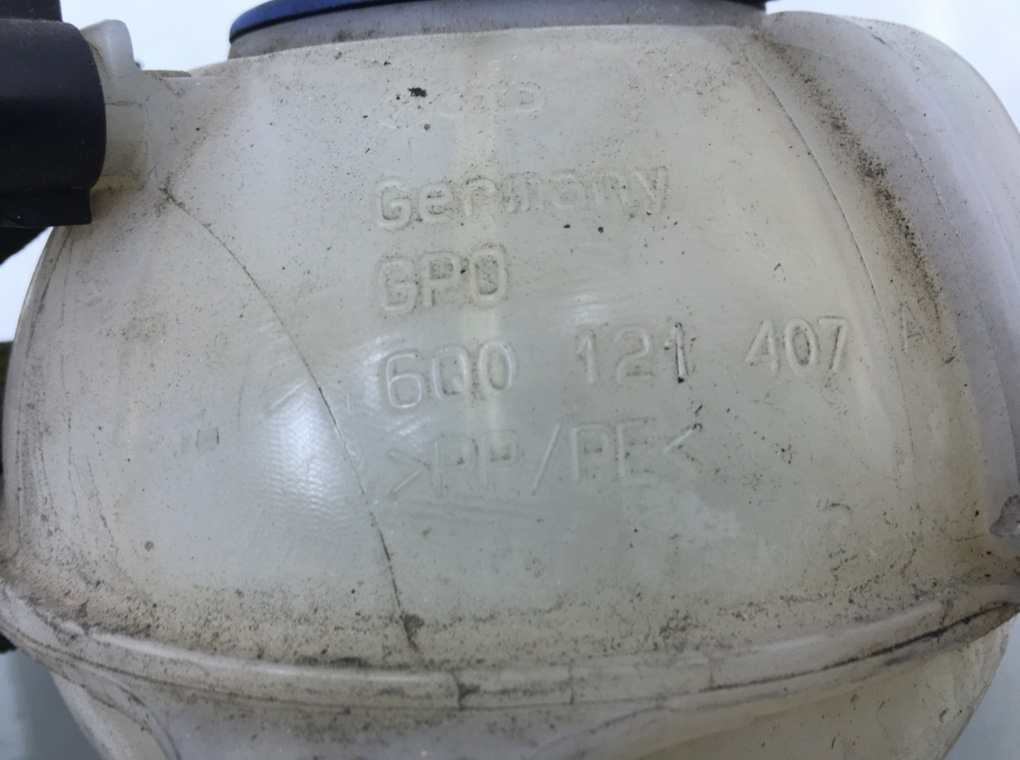 Germany
GPO
6Q0 121 407 A
>PP/PE<